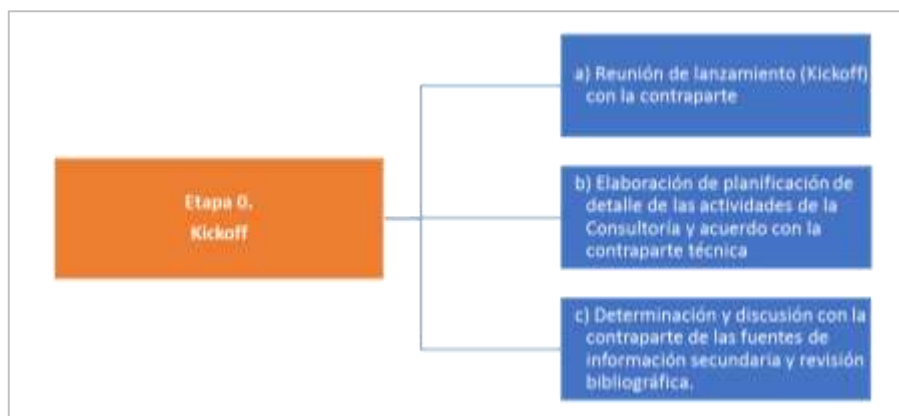 Etapa 0.
Kickoff
a) Reunión de lanzamiento (Kickoff)
con la contraparte
b) Elaboración de planificación de
detalle de las actividades de la
Consultoría y acuerdo con la
contraparte técnica
c) Determinación y discusión con la
contraparte de las fuentes de
información secundaria y revisión
bibliográfica.